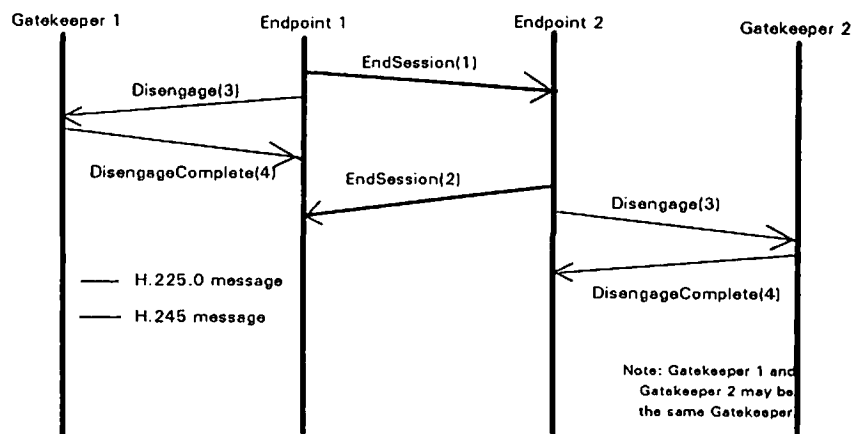 Gatekeeper 1
Endpoint 1
Endpoint 2
Gatekeeper 2
EndSession(1)
Disengage(3)
DisengageComplete(4)
EndSession(2)
Disengage(3)
DisengageComplete(4)
H.225.0 message
H.245 message
Note: Gatekeeper 1 and
Gatekeeper 2 may be
the same Gatekeeper